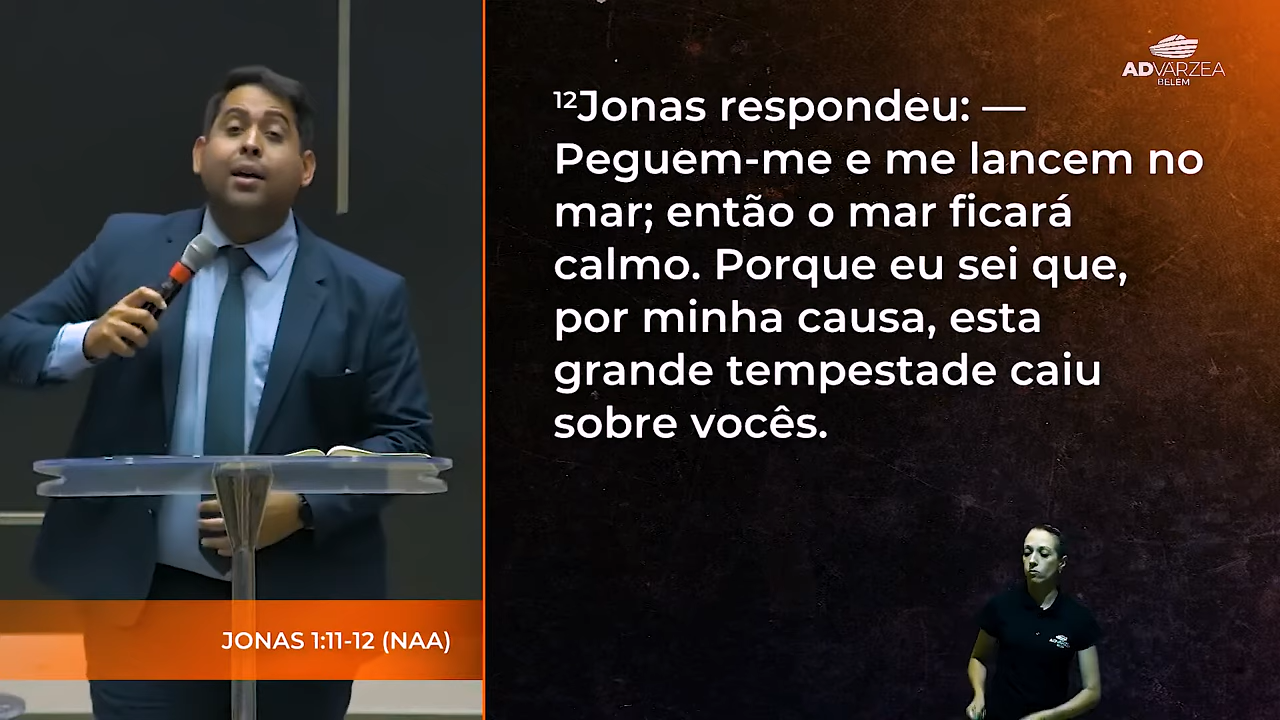 ADVARZEA
BELÉM
¹²Jonas respondeu: —
Peguem-me e me lancem no
mar; então o mar ficará
calmo. Porque eu sei que,
por minha causa, esta
grande tempestade caiu
sobre vocês.
JONAS 1:11-12 (NAA)